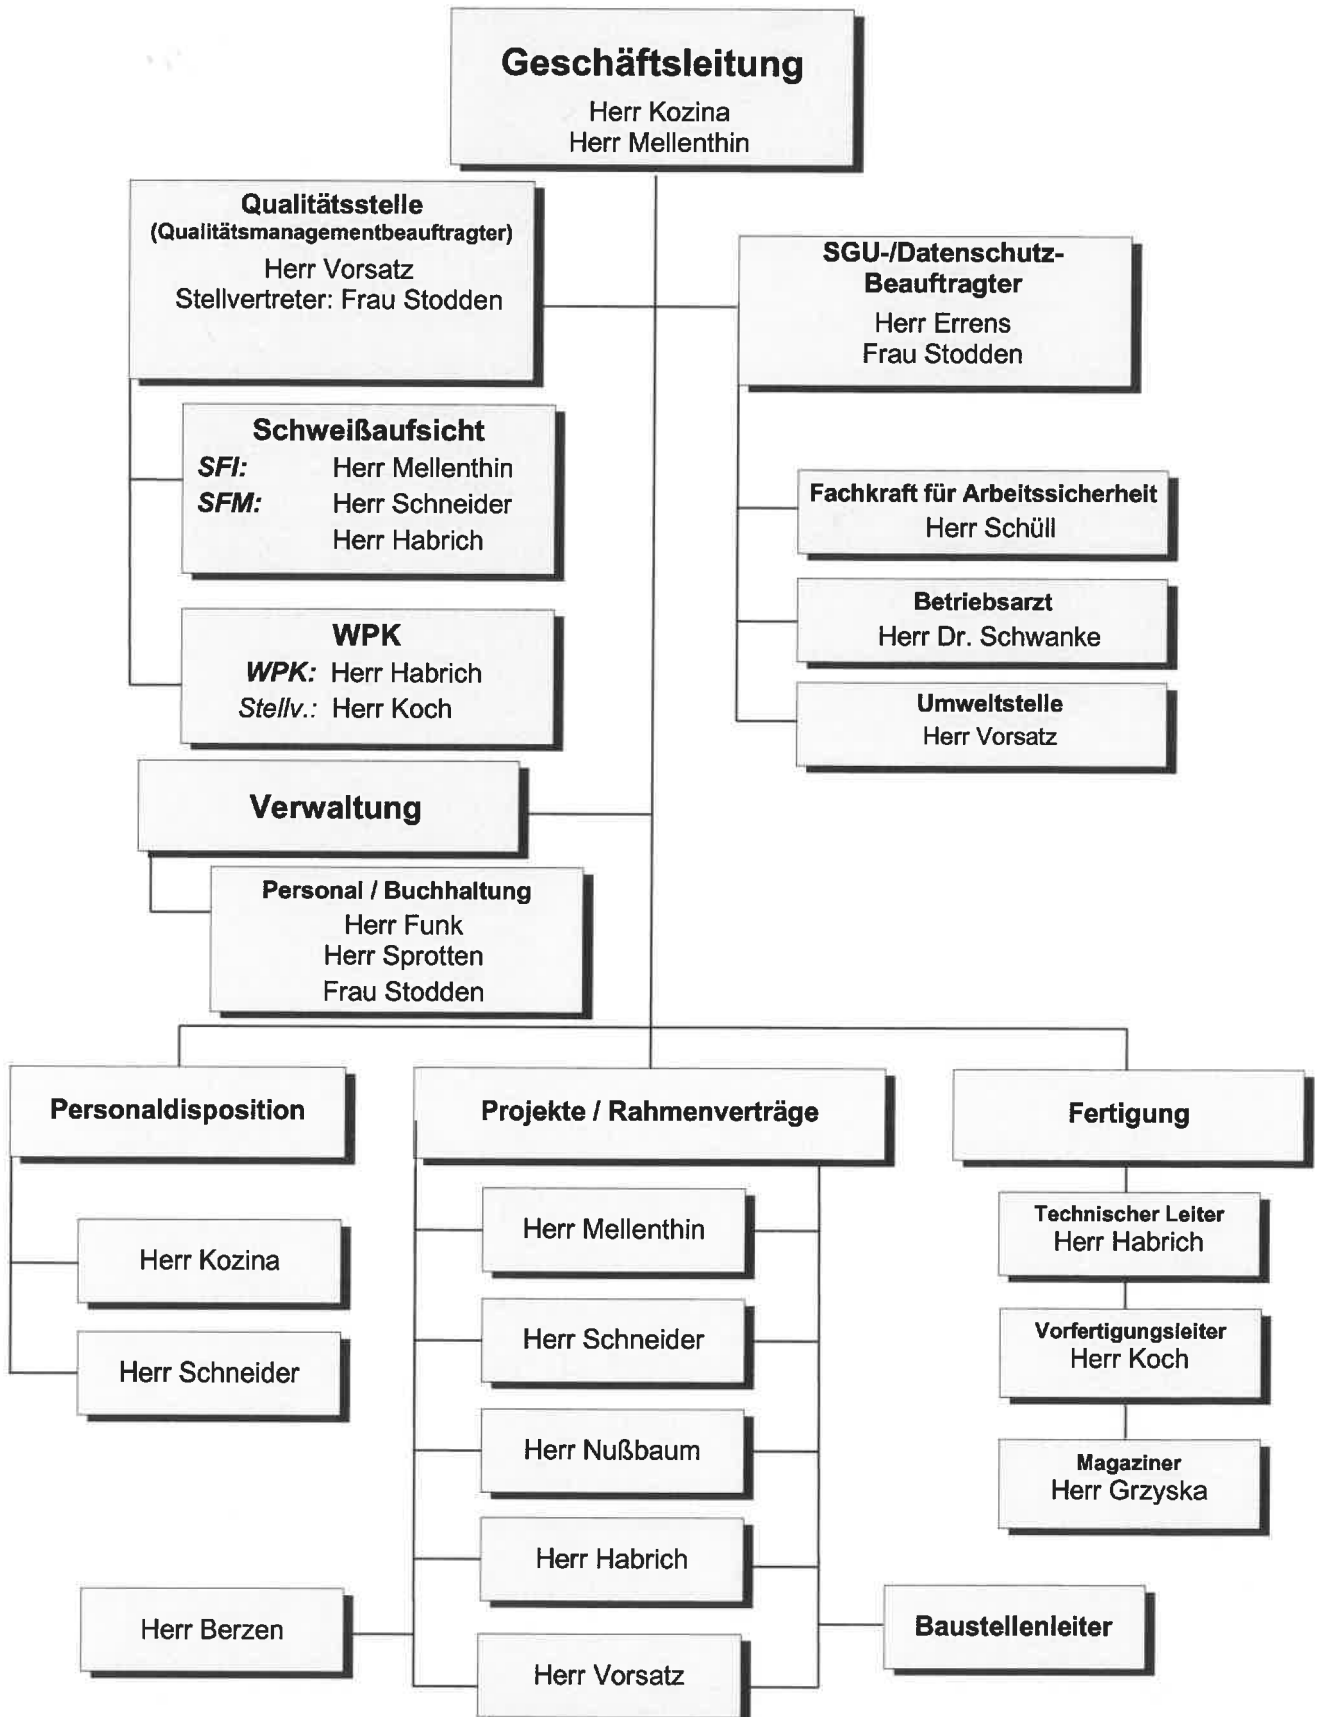 Geschäftsleitung
Herr Kozina
Herr Mellenthin
Qualitätsstelle
(Qualitätsmanagementbeauftragter)
Herr Vorsatz
Stellvertreter: Frau Stodden
SGU-/Datenschutz-
Beauftragter
Herr Errens
Frau Stodden
Schweißaufsicht
SFI: Herr Mellenthin
SFM: Herr Schneider
Herr Habrich
Fachkraft für Arbeitssicherheit
Herr Schüll
Betriebsarzt
Herr Dr. Schwanke
WPK
WPK: Herr Habrich
Stellv.: Herr Koch
Umweltstelle
Herr Vorsatz
Verwaltung
Personal / Buchhaltung
Herr Funk
Herr Sprotten
Frau Stodden
Personaldisposition
Herr Kozina
Herr Schneider
Projekte / Rahmenverträge
Herr Mellenthin
Herr Schneider
Herr Nußbaum
Herr Habrich
Herr Vorsatz
Herr Berzen
Baustellenleiter
Fertigung
Technischer Leiter
Herr Habrich
Vorfertigungsleiter
Herr Koch
Magaziner
Herr Grzyska